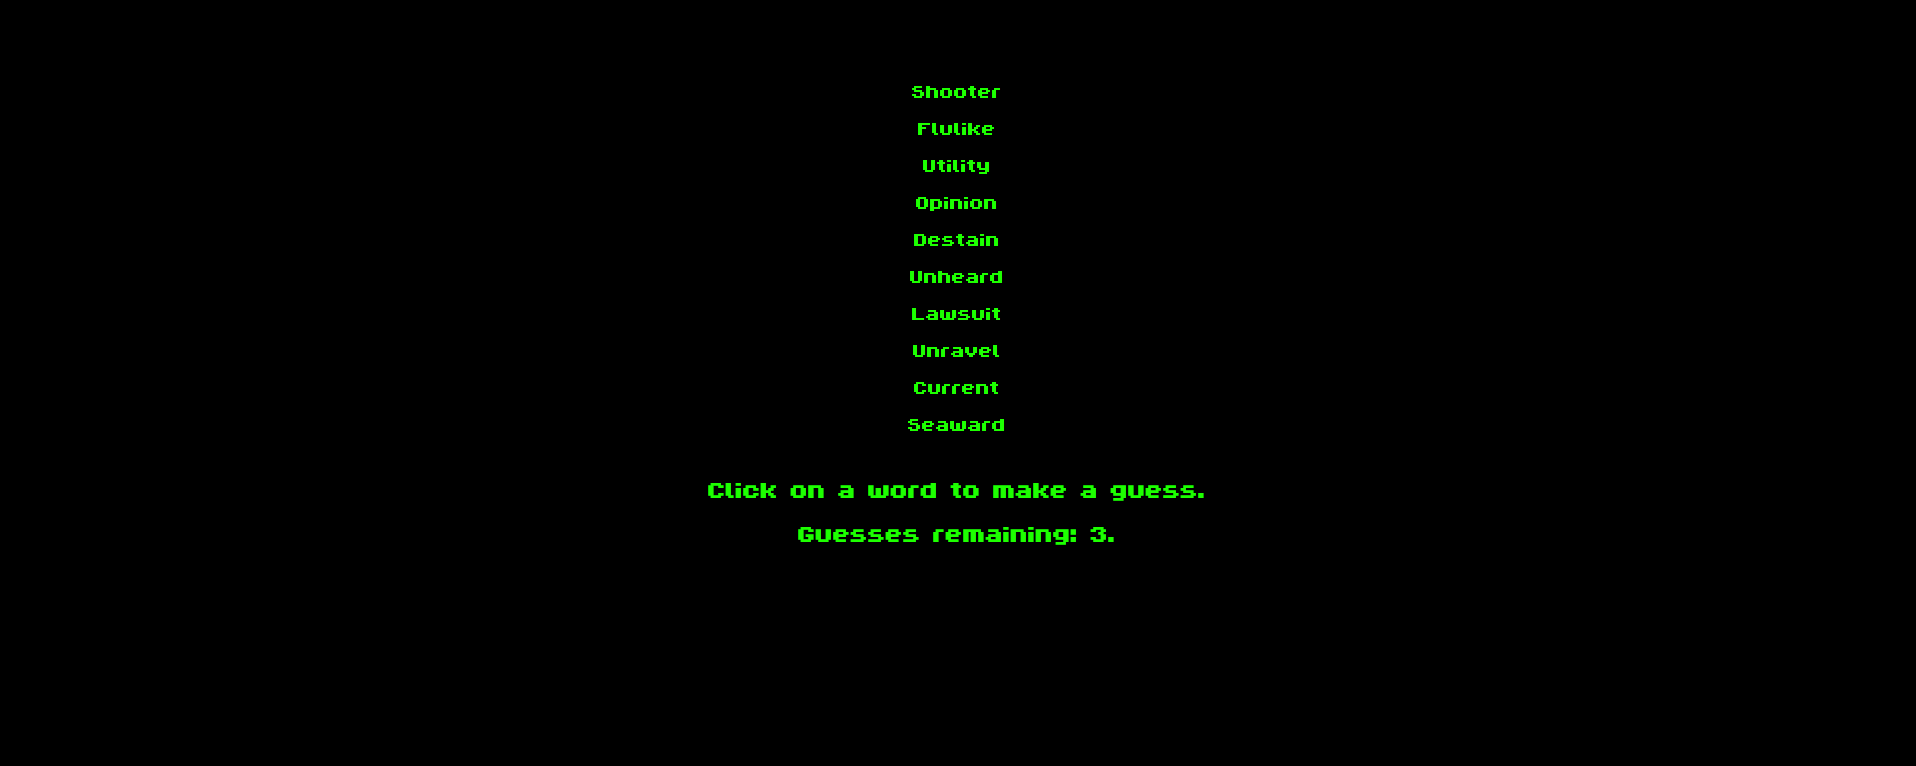 Shooter
Flulike
Utility
Opinion
Destain
Unheard
Lawsuit
Unravel
Current
Seaward
Click on a word to make a guess.
Guesses remaining: 3.